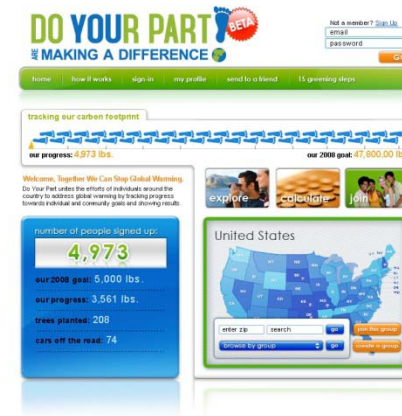 DO YOUR PART
BETA
ARE MAKING A DIFFERENCE
Not a member? Sign Up
email
password
home how it works sign-in my profile send to a friend 15 greening steps
tracking our carbon footprint
our progress: 4,973 lbs.
our 2008 goal: 47,800,00 lb
Welcome, Together We Can Stop Global Warming.
Do Your Part unites the efforts of individuals around the
country to address global warming by tracking progress
towards individual and community goals and showing results.
explore calculate join
number of people signed up:
4,973
our 2008 goal: 5,000 lbs.
our progress: 3,561 lbs.
trees planted: 208
cars off the road: 74
United States
enter zip search go join this group
browse by group go create a group